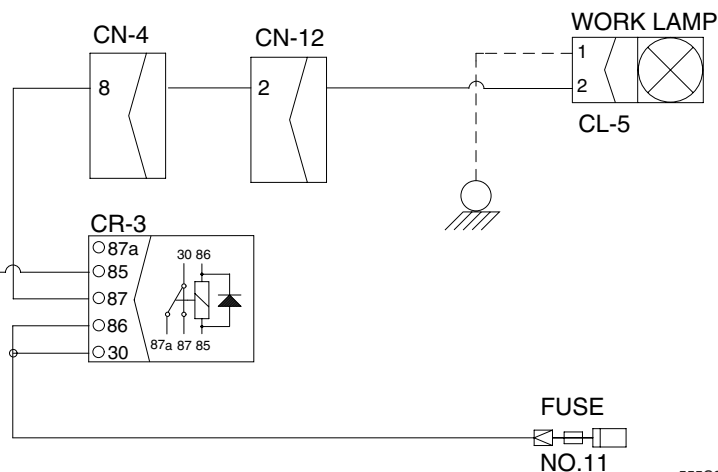 WORK LAMP
CN-4
CN-12
1
8
2
2
CL-5
CR-3
87a
30 86
85
87
86
87a 87 85
30
FUSE
NO.11